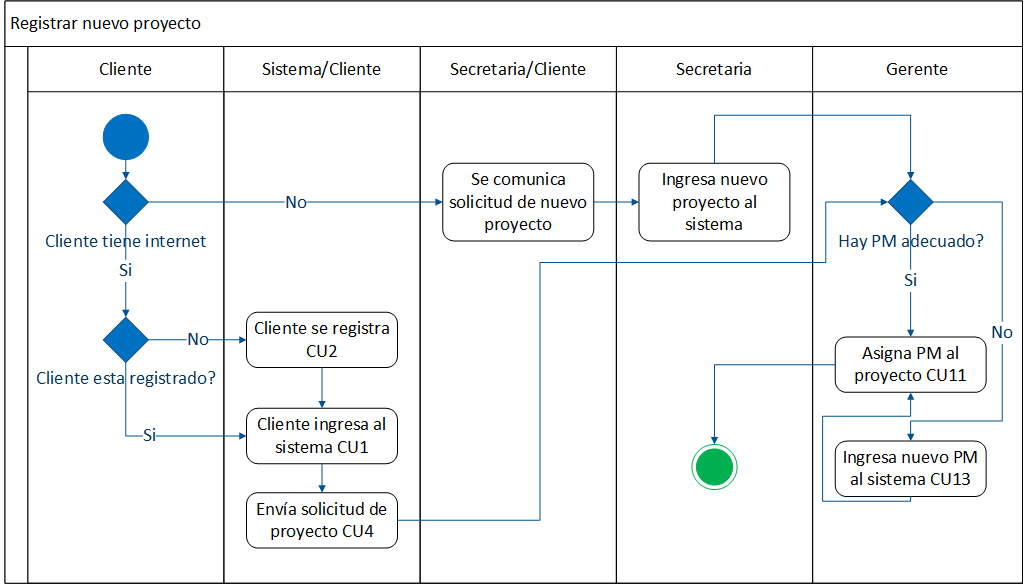 Registrar nuevo proyecto
Cliente
Sistema/Cliente
Secretaria/Cliente
Secretaria
Gerente
Cliente tiene internet
No
Se comunica
solicitud de nuevo
proyecto
Ingresa nuevo
proyecto al
sistema
Hay PM adecuado?
Si
Cliente esta registrado?
No
Si
Cliente se registra
CU2
Cliente ingresa al
sistema CU1
Envía solicitud de
proyecto CU4
Si
No
Asigna PM al
proyecto CU11
Ingresa nuevo PM
al sistema CU13